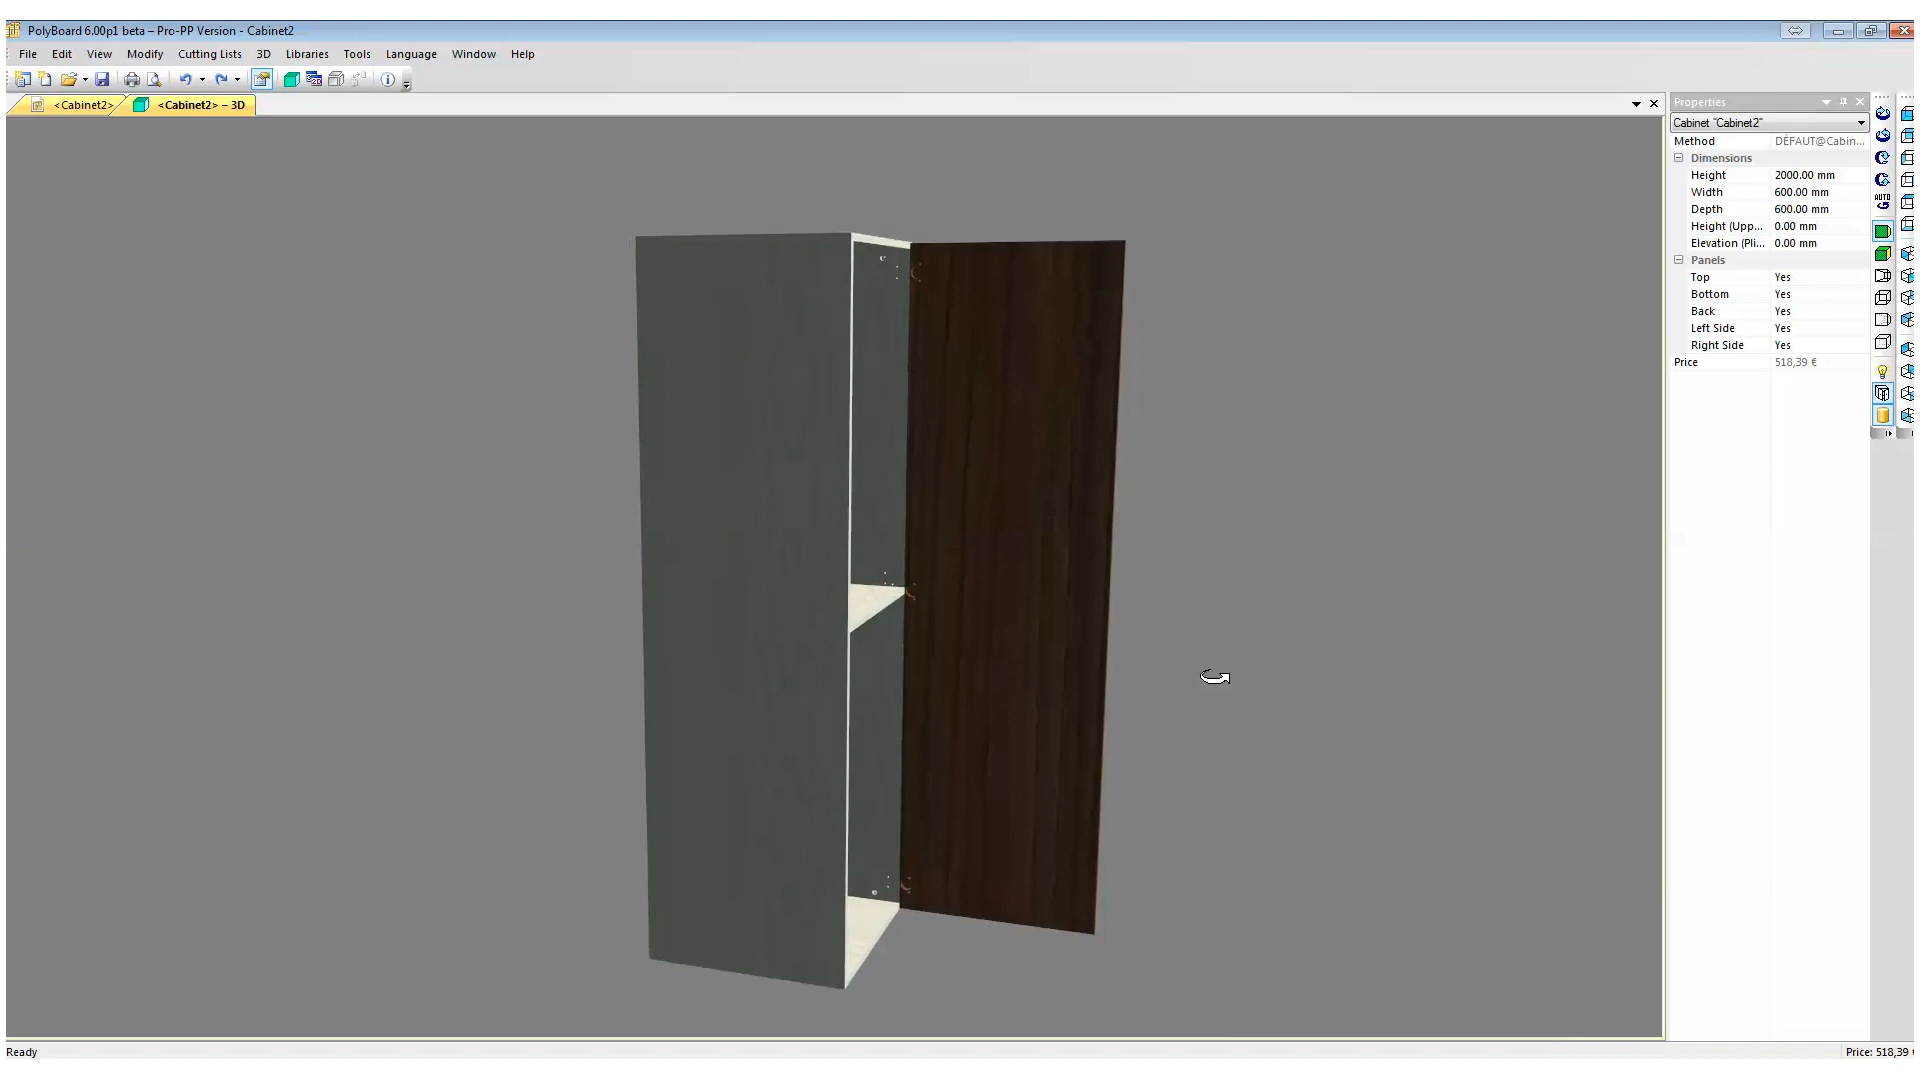 PolyBoard 6.00p1 beta – Pro-PP Version - Cabinet2
File Edit View Modify Cutting Lists 3D Libraries Tools Language Window Help
<Cabinet2> <Cabinet2> – 3D
Properties
Cabinet "Cabinet2"
Method DÉFAUT@Cabin...
Dimensions
Height 2000.00 mm
Width 600.00 mm
Depth 600.00 mm
Height (Upp... 0.00 mm
Elevation (Pli... 0.00 mm
Panels
Top Yes
Bottom Yes
Back Yes
Left Side Yes
Right Side Yes
Price 518,39 €
AUTO
Ready Price: 518,39 €